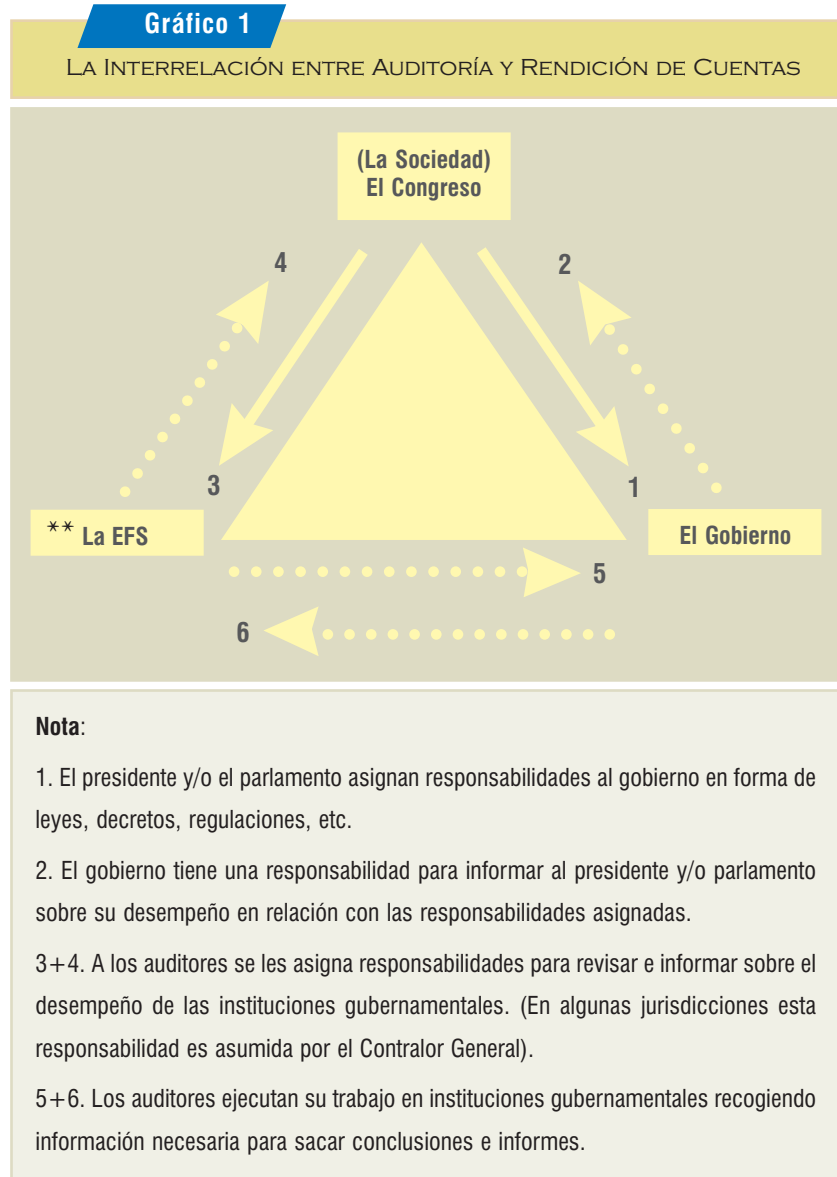 Gráfico 1
LA INTERRELACIÓN ENTRE AUDITORÍA Y RENDICIÓN DE CUENTAS
(La Sociedad)
El Congreso
4
2
3
1
** La EFS
El Gobierno
5
6
Nota:
1. El presidente y/o el parlamento asignan responsabilidades al gobierno en forma de
leyes, decretos, regulaciones, etc.
2. El gobierno tiene una responsabilidad para informar al presidente y/o parlamento
sobre su desempeño en relación con las responsabilidades asignadas.
3+4. A los auditores se les asigna responsabilidades para revisar e informar sobre el
desempeño de las instituciones gubernamentales. (En algunas jurisdicciones esta
responsabilidad es asumida por el Contralor General).
5+6. Los auditores ejecutan su trabajo en instituciones gubernamentales recogiendo
información necesaria para sacar conclusiones e informes.